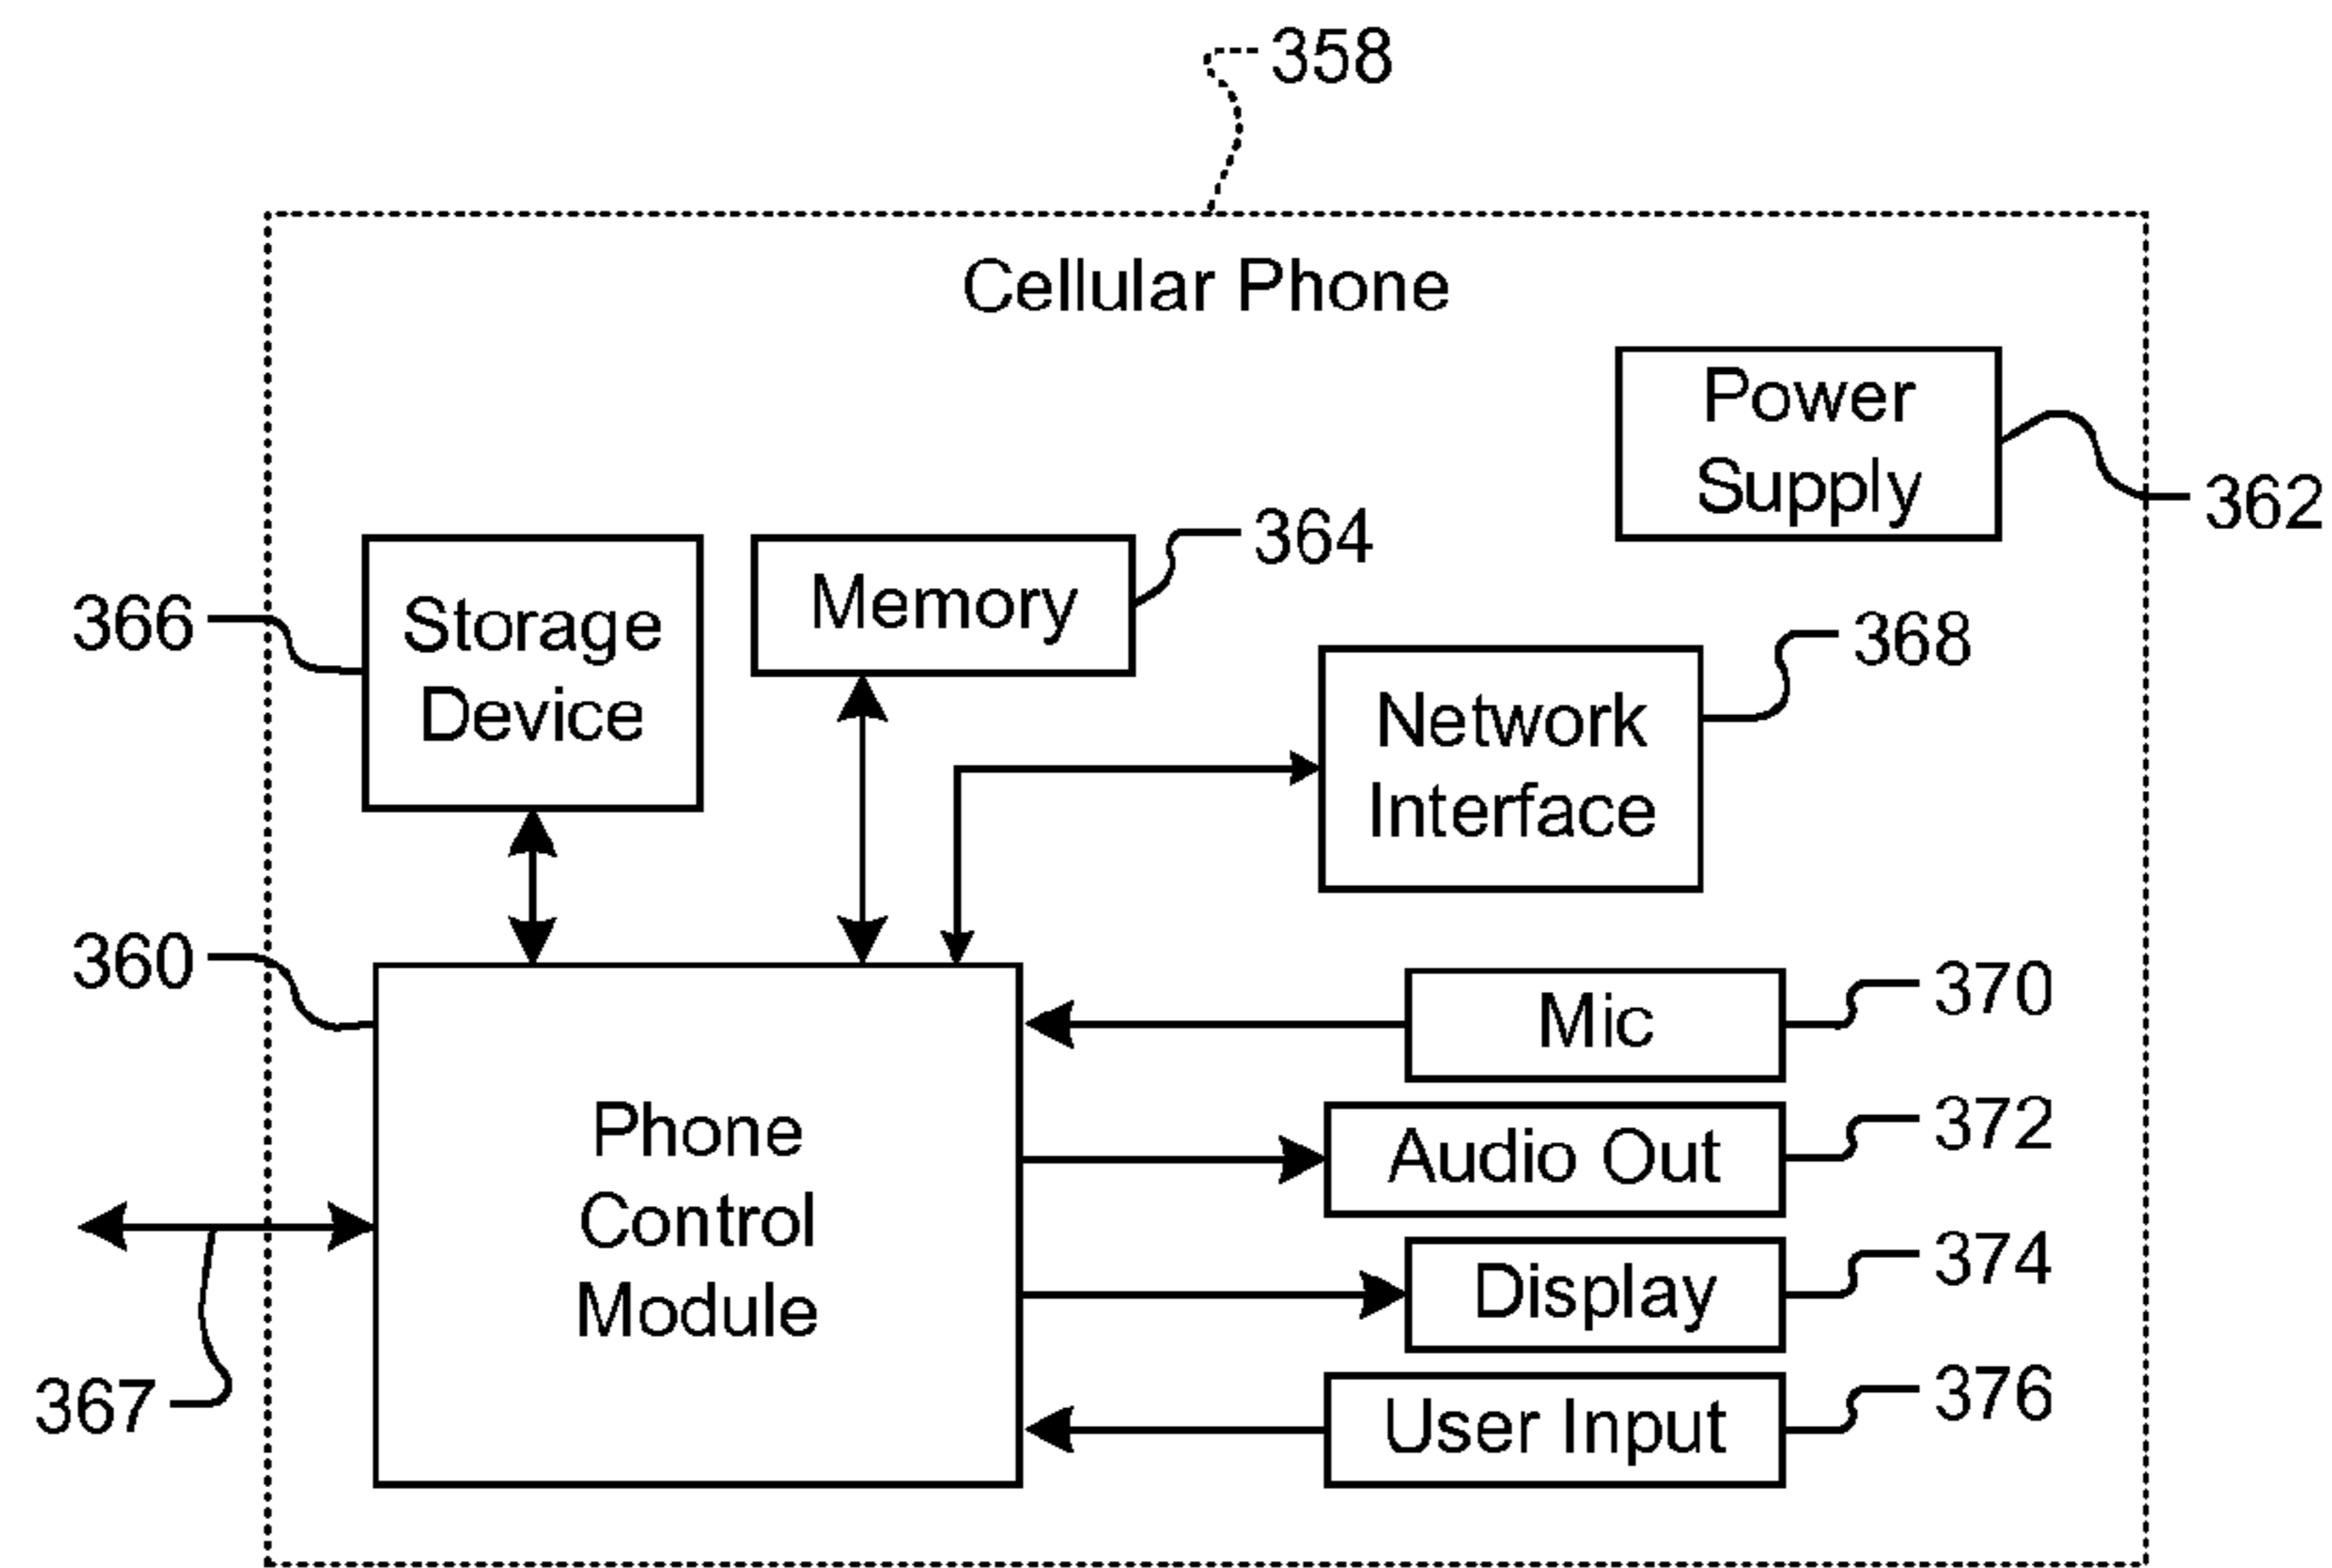 358
Cellular Phone
Power
Supply
362
364
Memory
366
Storage
Device
368
Network
Interface
360
Mic
370
Phone
Control
Module
Audio Out
372
Display
374
367
User Input
376